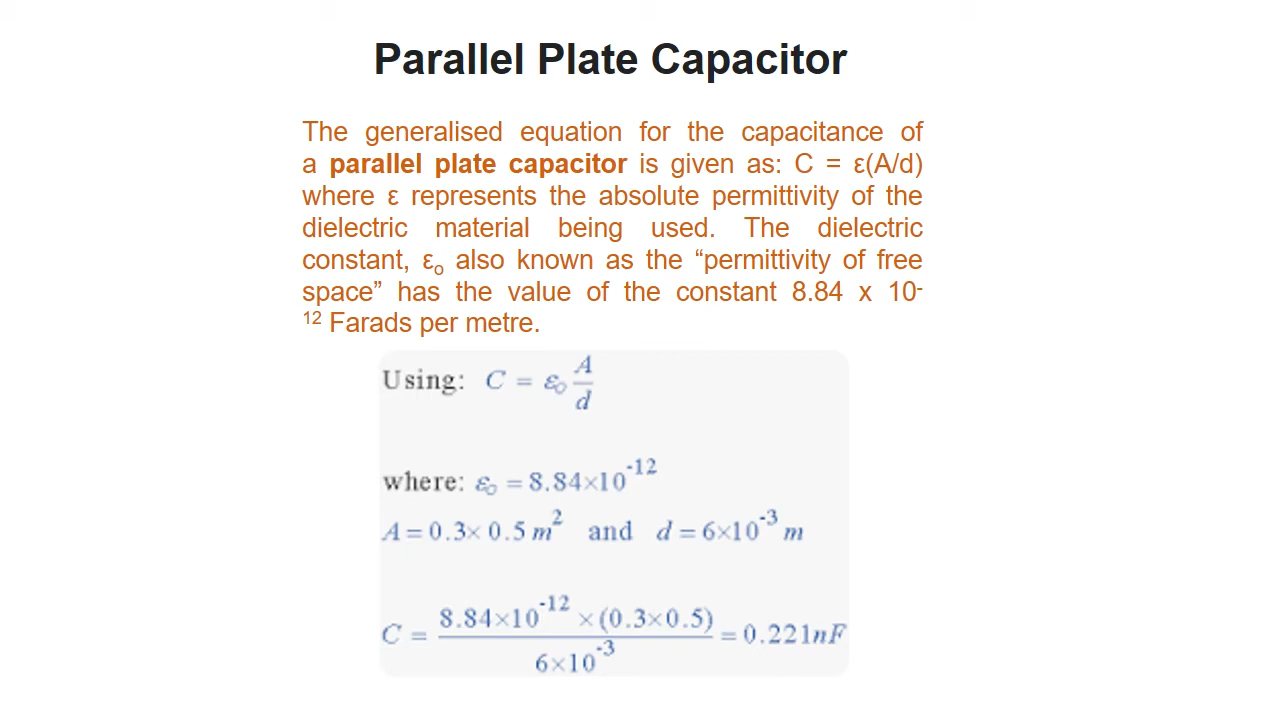 Parallel Plate Capacitor
The generalised equation for the capacitance of
a parallel plate capacitor is given as: C = ε(A/d)
where ε represents the absolute permittivity of the
dielectric material being used. The dielectric
constant, εₒ also known as the “permittivity of free
space” has the value of the constant 8.84 x 10⁻
¹² Farads per metre.
Using: C = εₒ A/d
where: εₒ = 8.84×10⁻¹²
A = 0.3× 0.5 m² and d = 6×10⁻³ m
C = 8.84×10⁻¹² ×(0.3×0.5) / 6×10⁻³ = 0.221nF